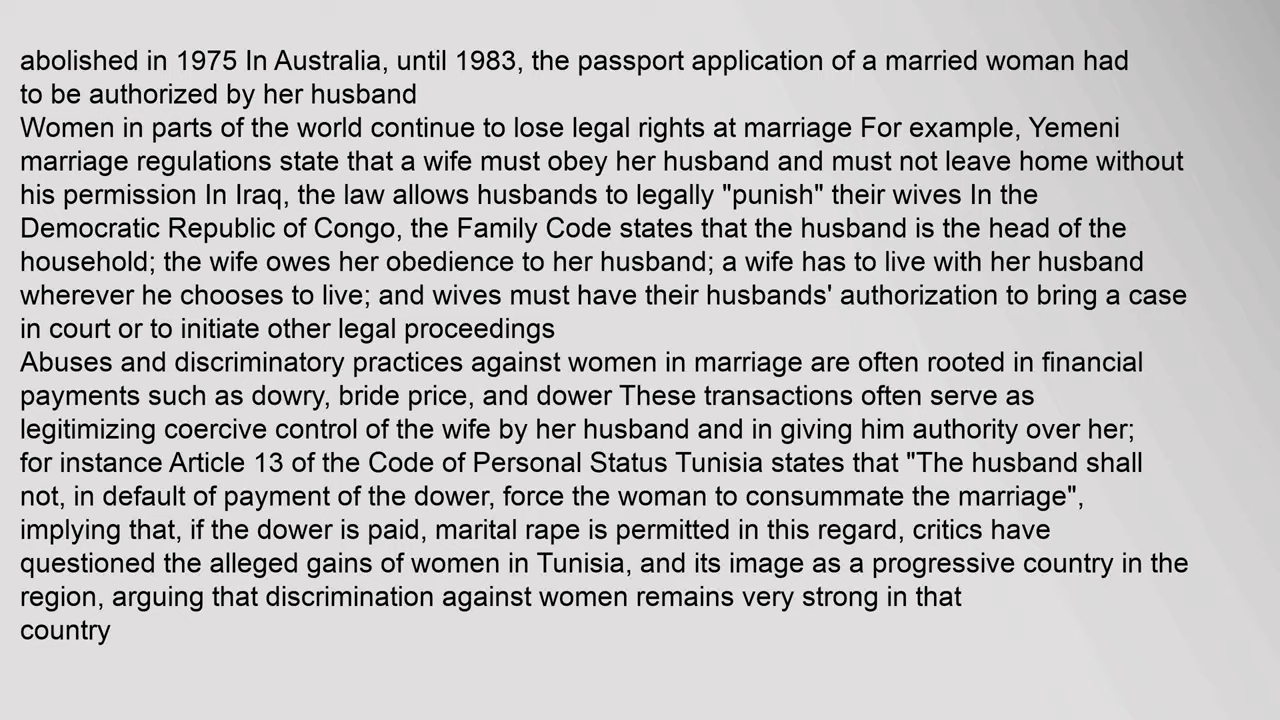 abolished in 1975 In Australia, until 1983, the passport application of a married woman had
to be authorized by her husband
Women in parts of the world continue to lose legal rights at marriage For example, Yemeni
marriage regulations state that a wife must obey her husband and must not leave home without
his permission In Iraq, the law allows husbands to legally "punish" their wives In the
Democratic Republic of Congo, the Family Code states that the husband is the head of the
household; the wife owes her obedience to her husband; a wife has to live with her husband
wherever he chooses to live; and wives must have their husbands' authorization to bring a case
in court or to initiate other legal proceedings
Abuses and discriminatory practices against women in marriage are often rooted in financial
payments such as dowry, bride price, and dower These transactions often serve as
legitimizing coercive control of the wife by her husband and in giving him authority over her;
for instance Article 13 of the Code of Personal Status Tunisia states that "The husband shall
not, in default of payment of the dower, force the woman to consummate the marriage",
implying that, if the dower is paid, marital rape is permitted in this regard, critics have
questioned the alleged gains of women in Tunisia, and its image as a progressive country in the
region, arguing that discrimination against women remains very strong in that
country